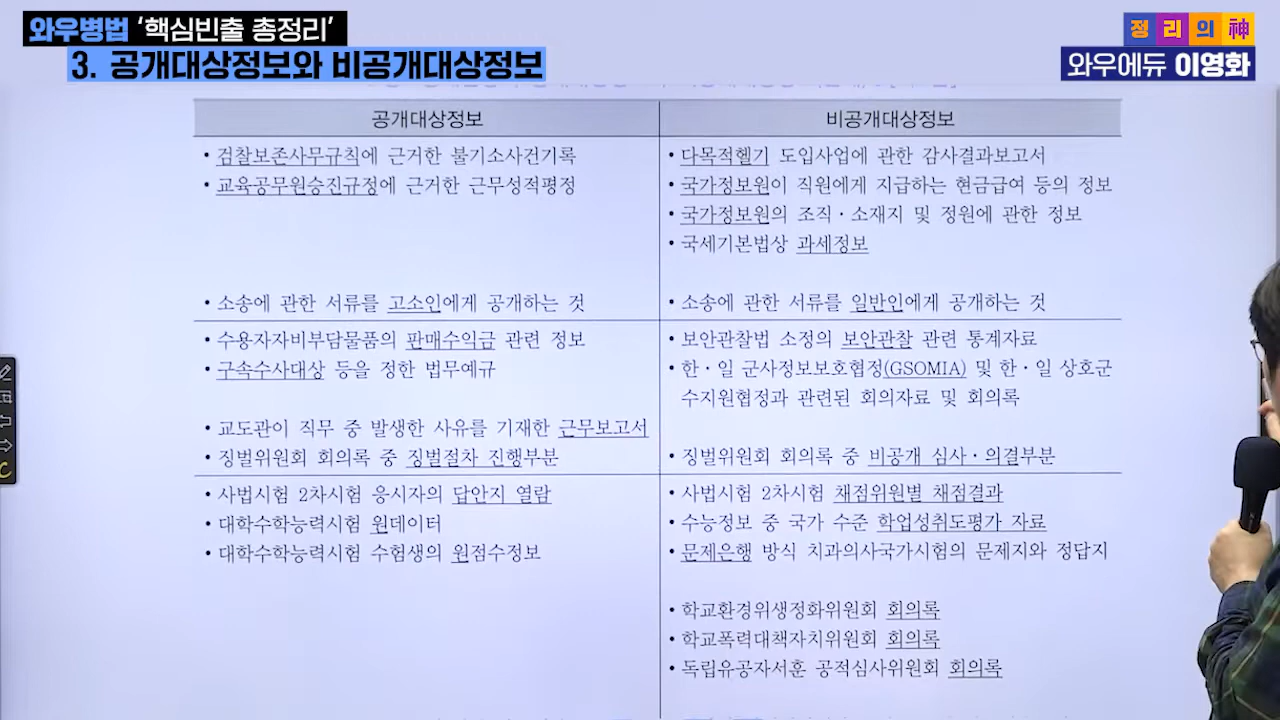 와우병법 '핵심빈출 총정리'
3. 공개대상정보와 비공개대상정보
정리의神
와우에듀 이영화
공개대상정보
비공개대상정보
• 검찰보존사무규칙에 근거한 불기소사건기록
• 교육공무원승진규정에 근거한 근무성적평정
• 다목적헬기 도입사업에 관한 감사결과보고서
• 국가정보원이 직원에게 지급하는 현금급여 등의 정보
• 국가정보원의 조직·소재지 및 정원에 관한 정보
• 국세기본법상 과세정보
• 소송에 관한 서류를 고소인에게 공개하는 것
• 소송에 관한 서류를 일반인에게 공개하는 것
• 수용자자비부담물품의 판매수익금 관련 정보
• 구속수사대상 등을 정한 법무예규
• 보안관찰법 소정의 보안관찰 관련 통계자료
• 한·일 군사정보보호협정(GSOMIA) 및 한·일 상호군
수지원협정과 관련된 회의자료 및 회의록
• 교도관이 직무 중 발생한 사유를 기재한 근무보고서
• 징벌위원회 회의록 중 징벌절차 진행부분
• 징벌위원회 회의록 중 비공개 심사·의결부분
• 사법시험 2차시험 응시자의 답안지 열람
• 대학수학능력시험 원데이터
• 대학수학능력시험 수험생의 원점수정보
• 사법시험 2차시험 채점위원별 채점결과
• 수능정보 중 국가 수준 학업성취도평가 자료
• 문제은행 방식 치과의사국가시험의 문제지와 정답지
• 학교환경위생정화위원회 회의록
• 학교폭력대책자치위원회 회의록
• 독립유공자서훈 공적심사위원회 회의록